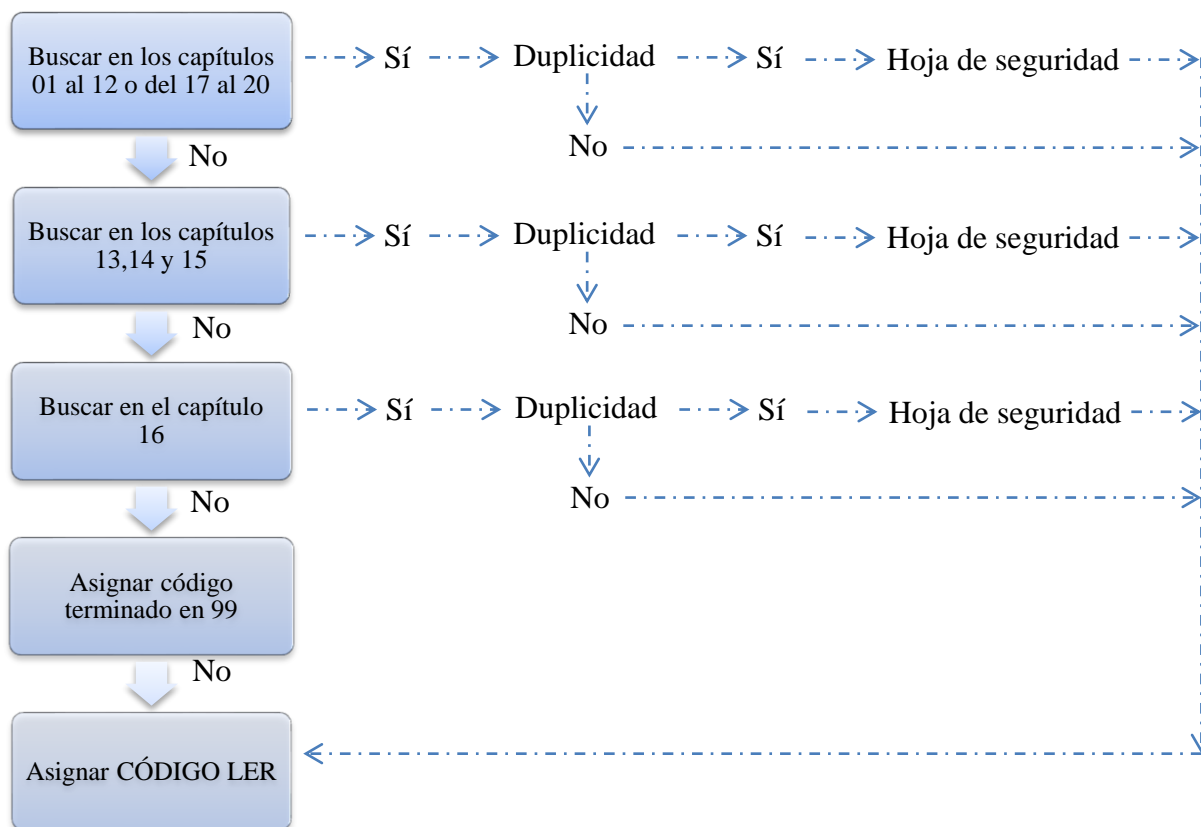 Buscar en los capítulos
01 al 12 o del 17 al 20
Sí
Duplicidad
Sí
Hoja de seguridad
No
No
Buscar en los capítulos
13,14 y 15
Sí
Duplicidad
Sí
Hoja de seguridad
No
No
Buscar en el capítulo
16
Sí
Duplicidad
Sí
Hoja de seguridad
No
No
Asignar código
terminado en 99
No
Asignar CÓDIGO LER